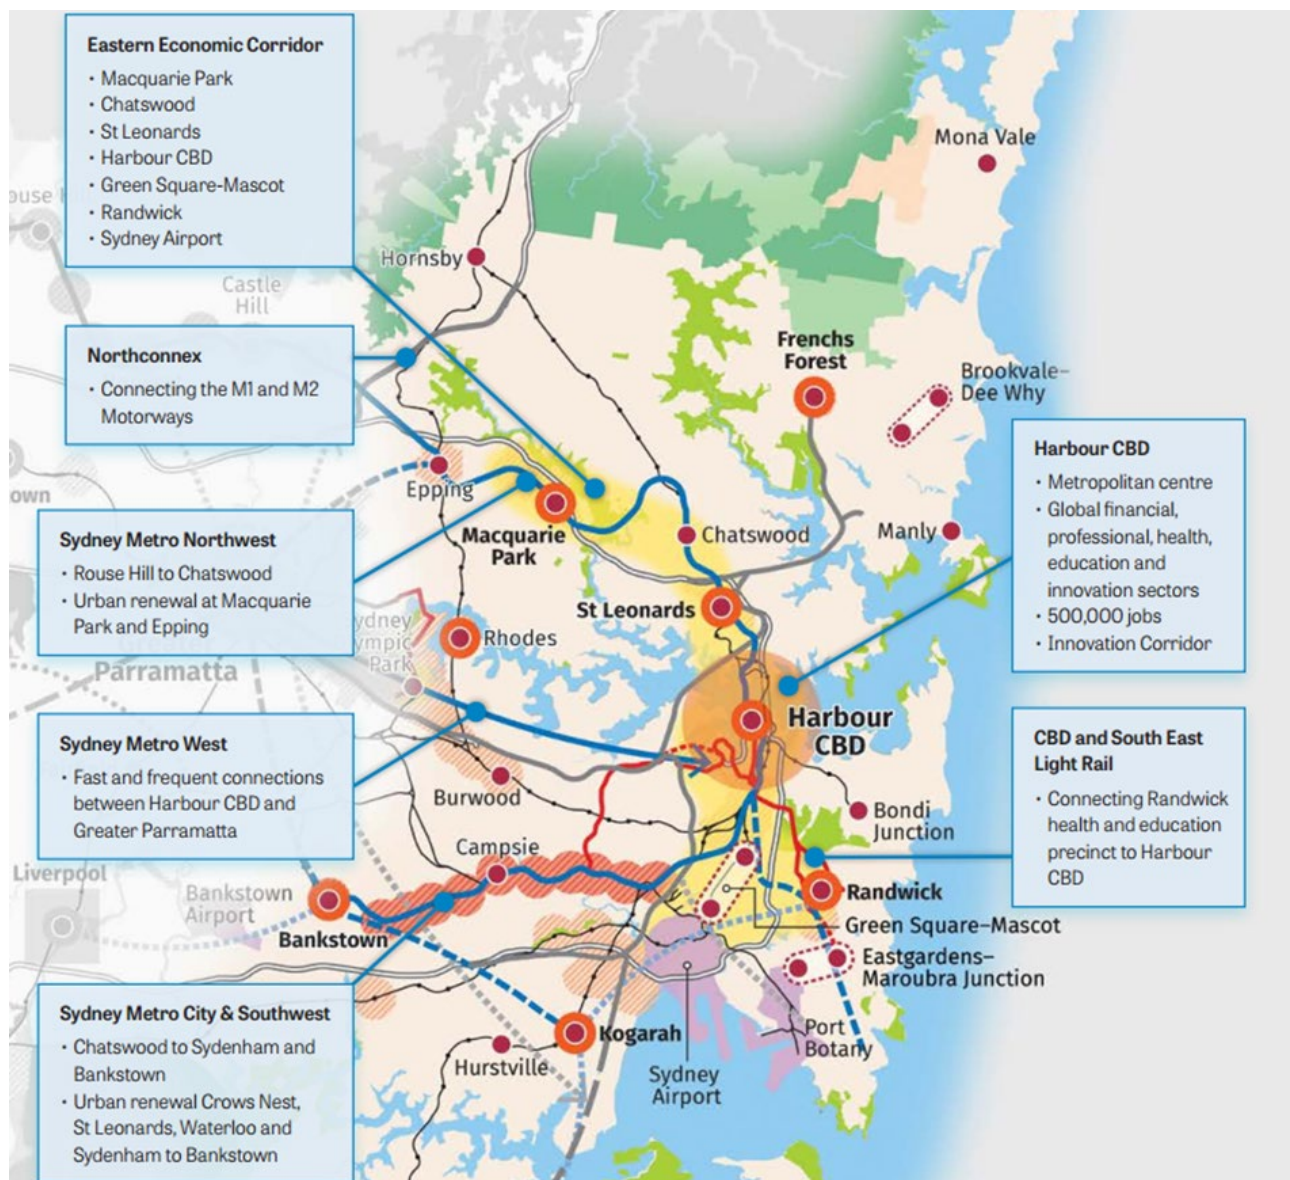 Eastern Economic Corridor
• Macquarie Park
• Chatswood
• St Leonards
• Harbour CBD
• Green Square-Mascot
• Randwick
• Sydney Airport
Mona Vale
Hornsby
Castle
Hill
Northconnex
• Connecting the M1 and M2
Motorways
Frenchs
Forest
Brookvale–
Dee Why
Harbour CBD
• Metropolitan centre
• Global financial,
professional, health,
education and
innovation sectors
• 500,000 jobs
• Innovation Corridor
Epping
Macquarie
Park
Chatswood
Manly
Sydney Metro Northwest
• Rouse Hill to Chatswood
• Urban renewal at Macquarie
Park and Epping
St Leonards
Rhodes
Park
Parramatta
Harbour
CBD
Sydney Metro West
• Fast and frequent connections
between Harbour CBD and
Greater Parramatta
CBD and South East
Light Rail
• Connecting Randwick
health and education
precinct to Harbour
CBD
Burwood
Bondi
Junction
Campsie
Liverpool
Bankstown
Airport
Randwick
Bankstown
Green Square–Mascot
Eastgardens–
Maroubra Junction
Sydney Metro City & Southwest
• Chatswood to Sydenham and
Bankstown
• Urban renewal Crows Nest,
St Leonards, Waterloo and
Sydenham to Bankstown
Kogarah
Hurstville
Port
Botany
Sydney
Airport